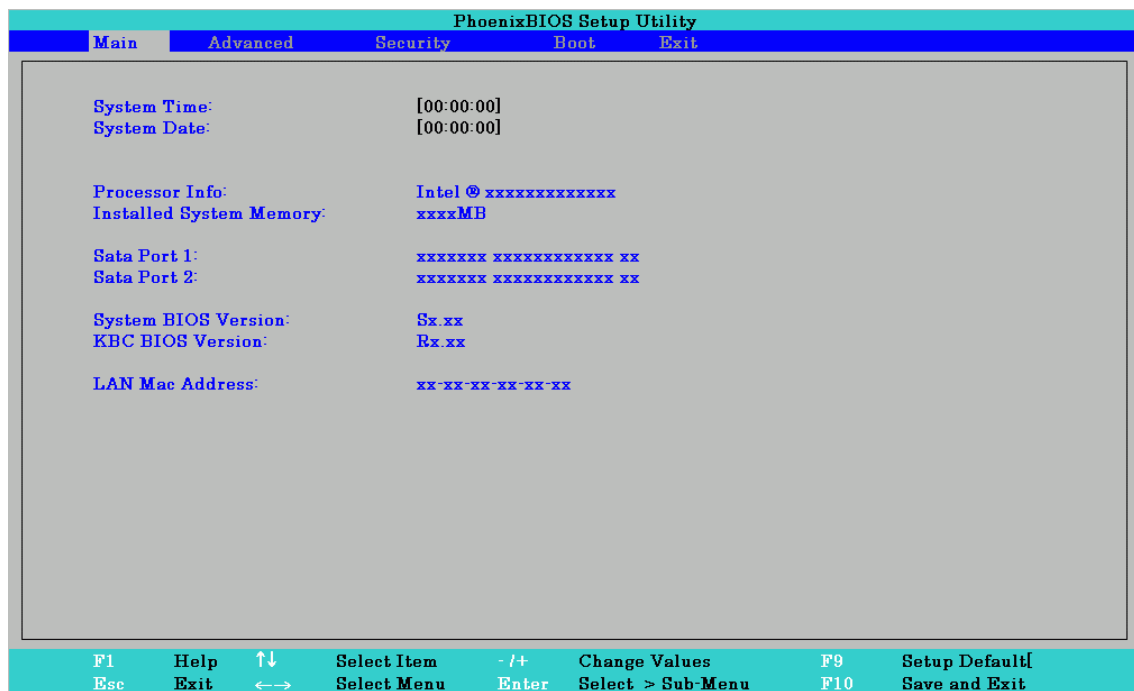 PhoenixBIOS Setup Utility
Main Advanced Security Boot Exit
System Time: [00:00:00]
System Date: [00:00:00]
Processor Info: Intel ® xxxxxxxxxxxxx
Installed System Memory: xxxxMB
Sata Port 1: xxxxxxx xxxxxxxxxxxx xx
Sata Port 2: xxxxxxx xxxxxxxxxxxx xx
System BIOS Version: Sx.xx
KBC BIOS Version: Rx.xx
LAN Mac Address: xx-xx-xx-xx-xx-xx
F1 Help ↑↓ Select Item - /+ Change Values F9 Setup Default[
Esc Exit ←→ Select Menu Enter Select > Sub-Menu F10 Save and Exit